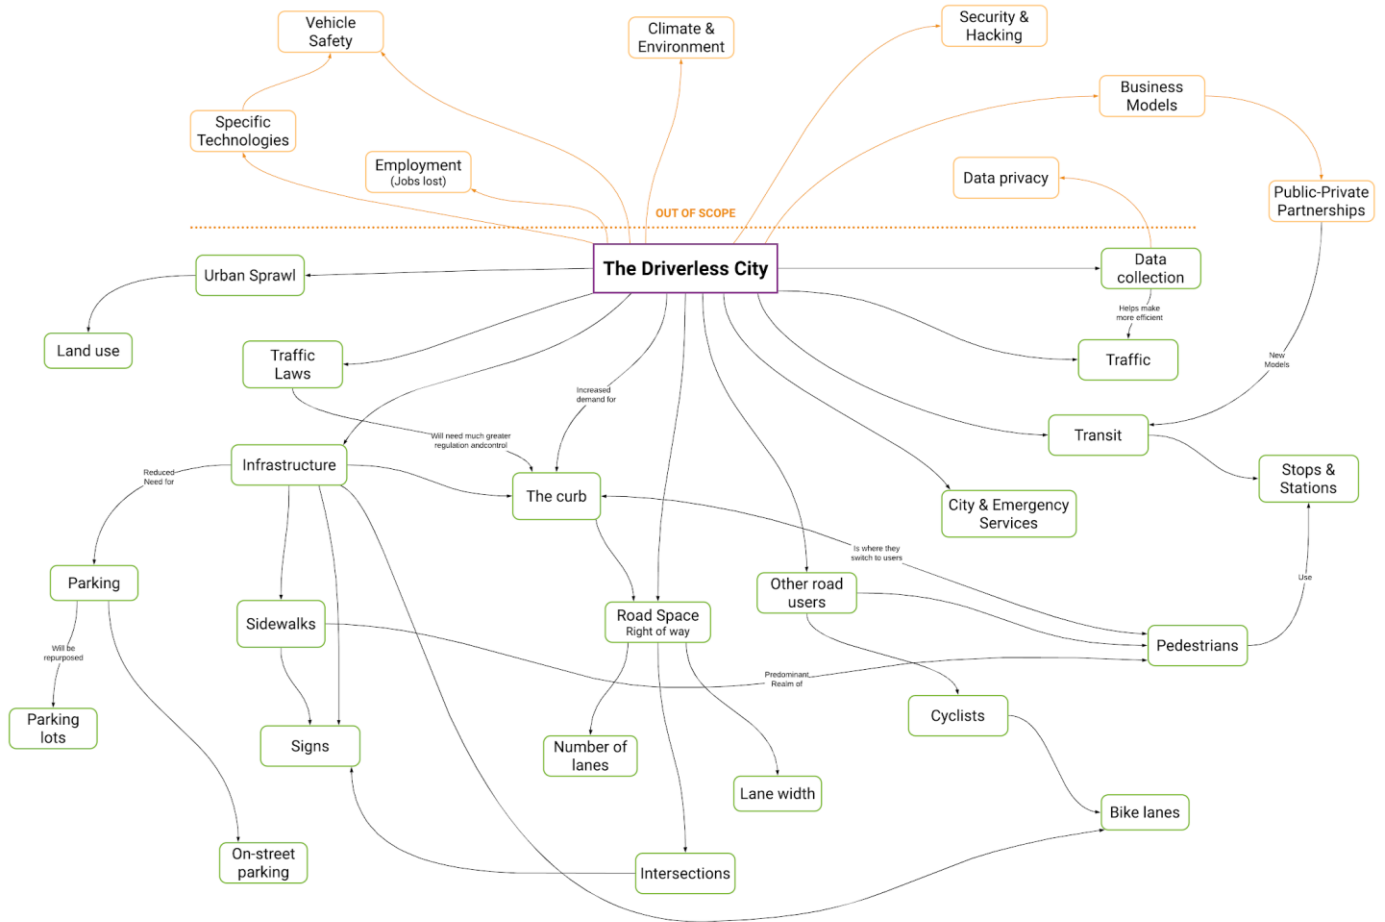 Vehicle
Safety
Climate &
Environment
Security &
Hacking
Business
Models
Specific
Technologies
Employment
(Jobs lost)
Data privacy
Public-Private
Partnerships
OUT OF SCOPE
The Driverless City
Urban Sprawl
Data
collection
Helps make
more efficient
Land use
Traffic
Laws
Traffic
New
Models
Increased
demand for
Will need much greater
regulation andcontrol
Transit
Infrastructure
Reduced
Need for
The curb
Stops &
Stations
City & Emergency
Services
Is where they
switch to users
Parking
Other road
users
Use
Sidewalks
Road Space
Right of way
Pedestrians
Will be
repurposed
Predominant
Realm of
Parking
lots
Cyclists
Signs
Number of
lanes
Lane width
Bike lanes
On-street
parking
Intersections